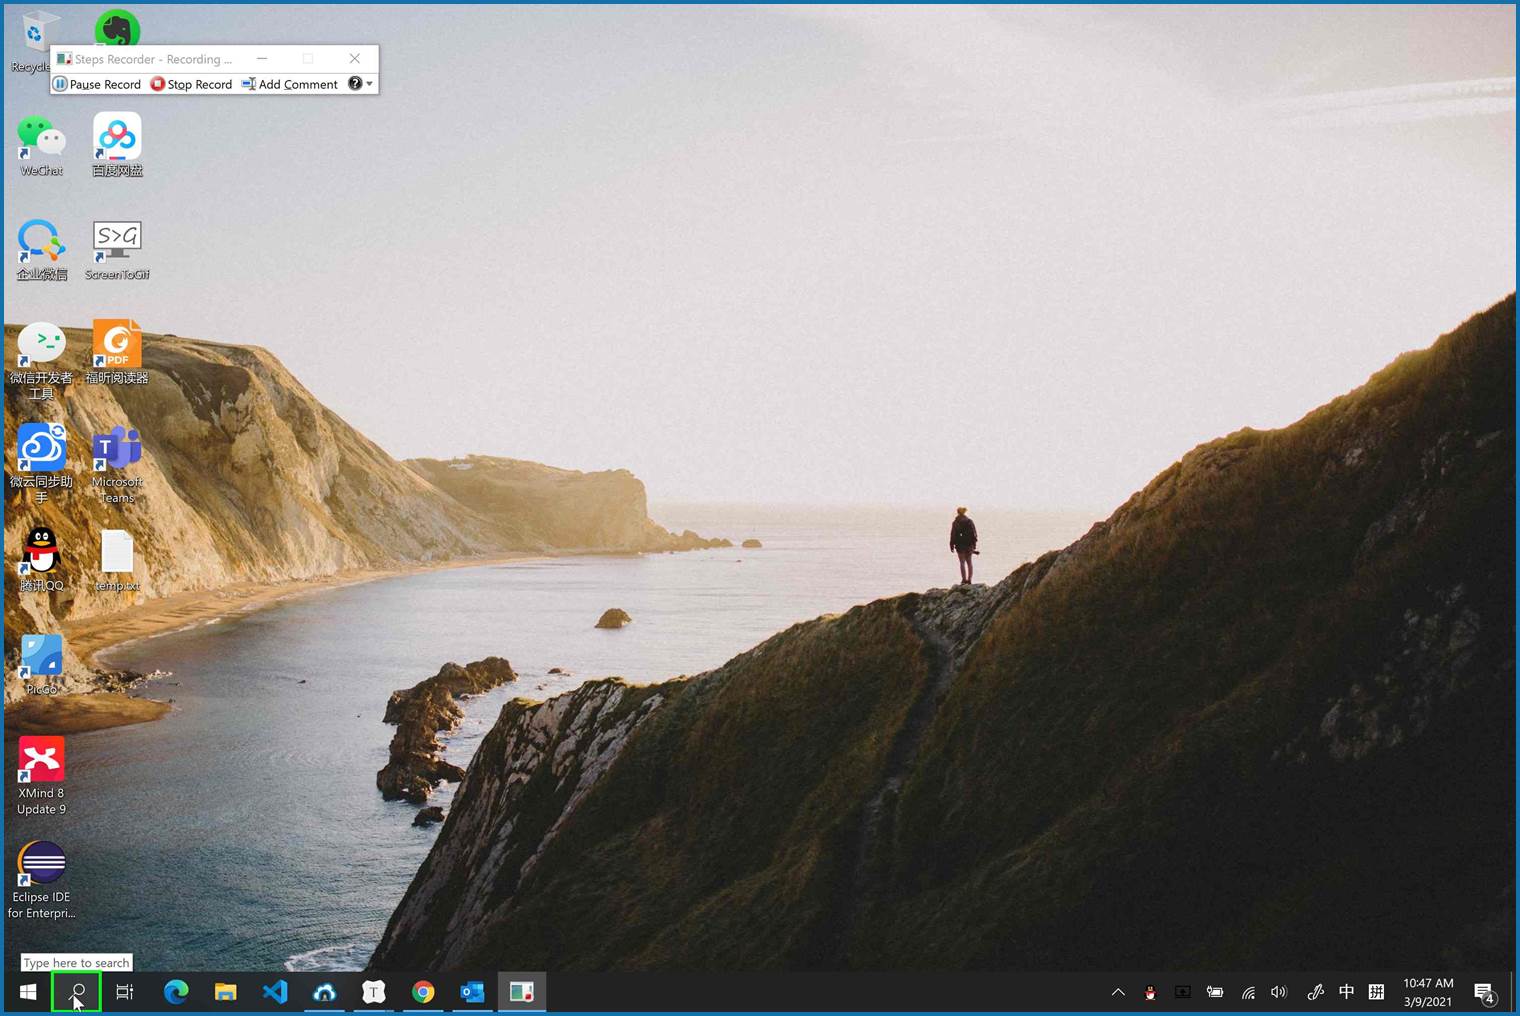 Recycle
Steps Recorder - Recording ...
Pause Record
Stop Record
Add Comment
WeChat
百度网盘
企业微信
S>G
ScreenToGif
>_
微信开发者
工具
PDF
福昕阅读器
微云同步助
手
T
Microsoft
Teams
腾讯QQ
temp.txt
PicGo
XMind 8
Update 9
Eclipse IDE
for Enterpri...
Type here to search
T
o
中
拼
10:47 AM
3/9/2021
4